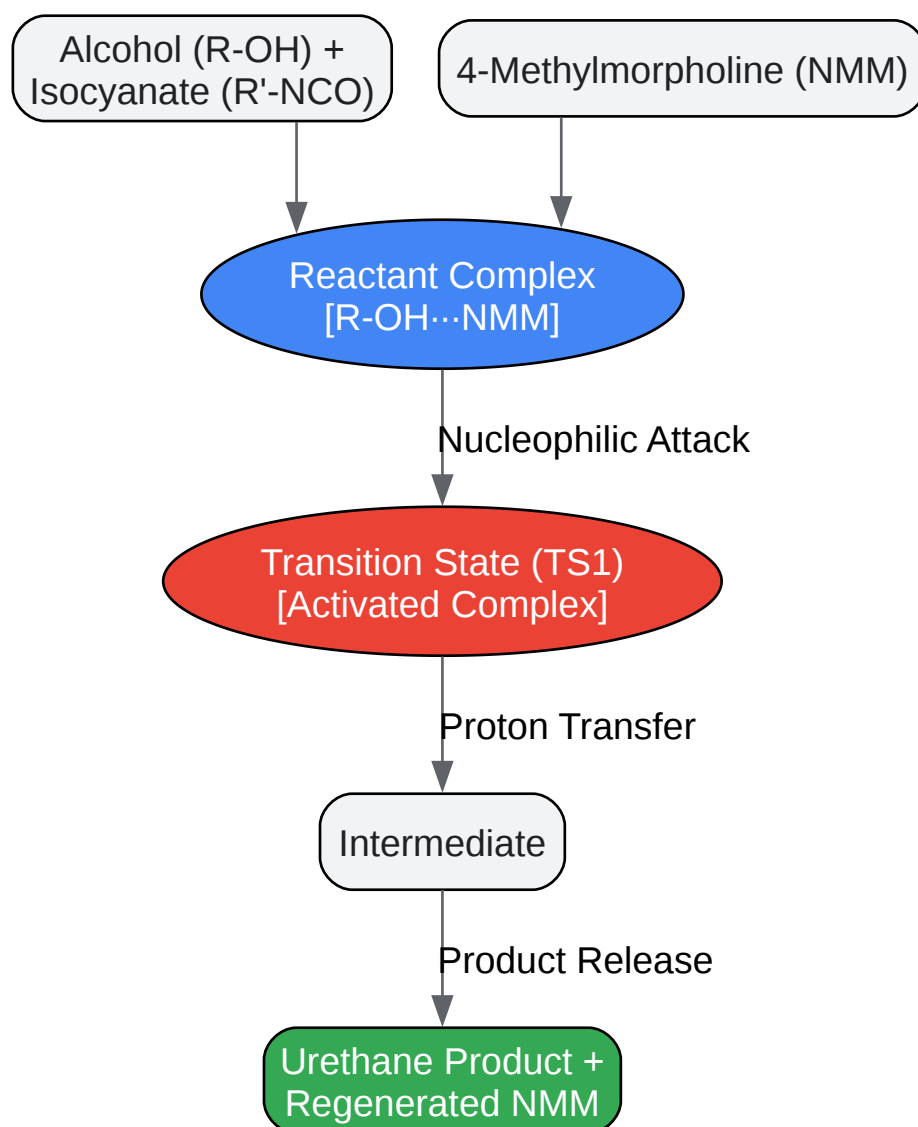 Alcohol (R-OH) +
Isocyanate (R'-NCO)
4-Methylmorpholine (NMM)
Reactant Complex
[R-OH···NMM]
Nucleophilic Attack
Transition State (TS1)
[Activated Complex]
Proton Transfer
Intermediate
Product Release
Urethane Product +
Regenerated NMM